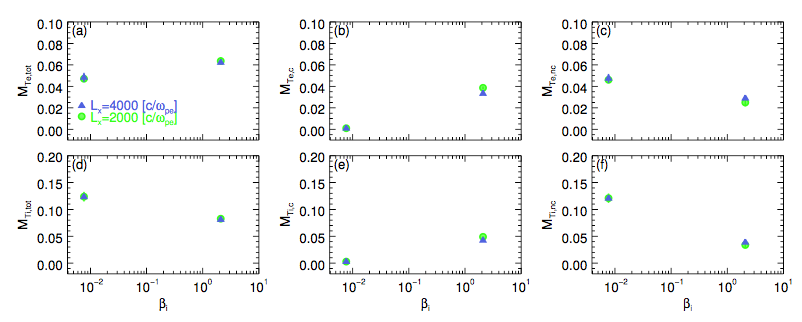 (a)
0.10
0.08
0.06
0.04
0.02
0.00
M_Te,tot
L_x=4000 [c/ω_pe]
L_x=2000 [c/ω_pe]
(b)
0.10
0.08
0.06
0.04
0.02
0.00
M_Te,c
(c)
0.10
0.08
0.06
0.04
0.02
0.00
M_Te,nc
(d)
0.20
0.15
0.10
0.05
0.00
M_Ti,tot
10^-2 10^-1 10^0 10^1
β_i
(e)
0.20
0.15
0.10
0.05
0.00
M_Ti,c
10^-2 10^-1 10^0 10^1
β_i
(f)
0.20
0.15
0.10
0.05
0.00
M_Ti,nc
10^-2 10^-1 10^0 10^1
β_i